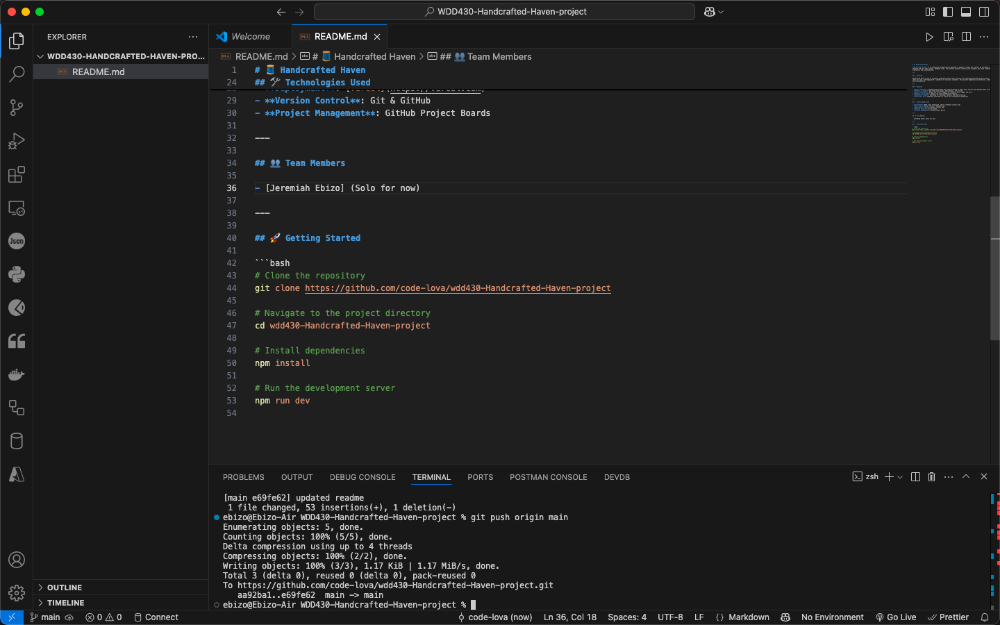 WDD430-Handcrafted-Haven-project
EXPLORER
WDD430-HANDCRAFTED-HAVEN-PRO...
README.md
OUTLINE
TIMELINE
Welcome
README.md
README.md > # 🧵 Handcrafted Haven > ## 👥 Team Members
1 # 🧵 Handcrafted Haven
24 ## 🛠️ Technologies Used
29 - **Version Control**: Git & GitHub
30 - **Project Management**: GitHub Project Boards
31
32 ---
33
34 ## 👥 Team Members
35
36 - [Jeremiah Ebizo] (Solo for now)
37
38 ---
39
40 ## 🚀 Getting Started
41
42 ```bash
43 # Clone the repository
44 git clone https://github.com/code-lova/wdd430-Handcrafted-Haven-project
45
46 # Navigate to the project directory
47 cd wdd430-Handcrafted-Haven-project
48
49 # Install dependencies
50 npm install
51
52 # Run the development server
53 npm run dev
54
PROBLEMS OUTPUT DEBUG CONSOLE TERMINAL PORTS POSTMAN CONSOLE DEVDB
zsh
[main e69fe62] updated readme
1 file changed, 53 insertions(+), 1 deletion(-)
ebizo@Ebizo-Air WDD430-Handcrafted-Haven-project % git push origin main
Enumerating objects: 5, done.
Counting objects: 100% (5/5), done.
Delta compression using up to 4 threads
Compressing objects: 100% (2/2), done.
Writing objects: 100% (3/3), 1.17 KiB | 1.17 MiB/s, done.
Total 3 (delta 0), reused 0 (delta 0), pack-reused 0
To https://github.com/code-lova/wdd430-Handcrafted-Haven-project.git
aa92ba1..e69fe62 main -> main
ebizo@Ebizo-Air WDD430-Handcrafted-Haven-project %
main 0 0 Connect code-lova (now) Ln 36, Col 18 Spaces: 4 UTF-8 LF {} Markdown No Environment Go Live Prettier
Json